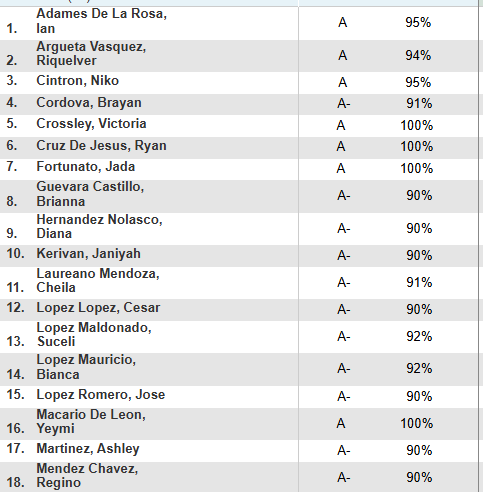 Adames De La Rosa,
1. Ian A 95%
Argueta Vasquez,
2. Riquelver A 94%
3. Cintron, Niko A 95%
4. Cordova, Brayan A- 91%
5. Crossley, Victoria A 100%
6. Cruz De Jesus, Ryan A 100%
7. Fortunato, Jada A 100%
Guevara Castillo,
8. Brianna A- 90%
Hernandez Nolasco,
9. Diana A- 90%
10. Kerivan, Janiyah A- 90%
Laureano Mendoza,
11. Cheila A- 91%
12. Lopez Lopez, Cesar A- 90%
Lopez Maldonado,
13. Suceli A- 92%
Lopez Mauricio,
14. Bianca A- 92%
15. Lopez Romero, Jose A- 90%
Macario De Leon,
16. Yeymi A 100%
17. Martinez, Ashley A- 90%
Mendez Chavez,
18. Regino A- 90%